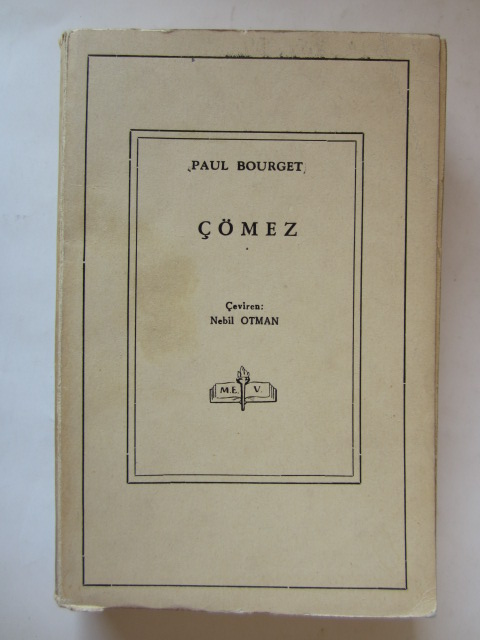 PAUL BOURGET
ÇÖMEZ
Çeviren:
Nebil OTMAN
M.E. V.